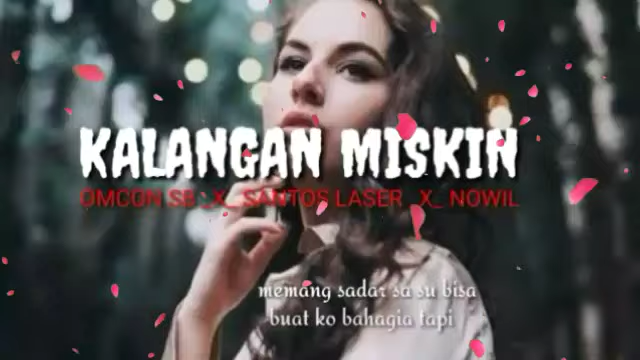 KALANGAN MISKIN
OMCON SB _X_ SANTOS LASER _X_ NOWIL
memang sadar sa su bisa
buat ko bahagia tapi